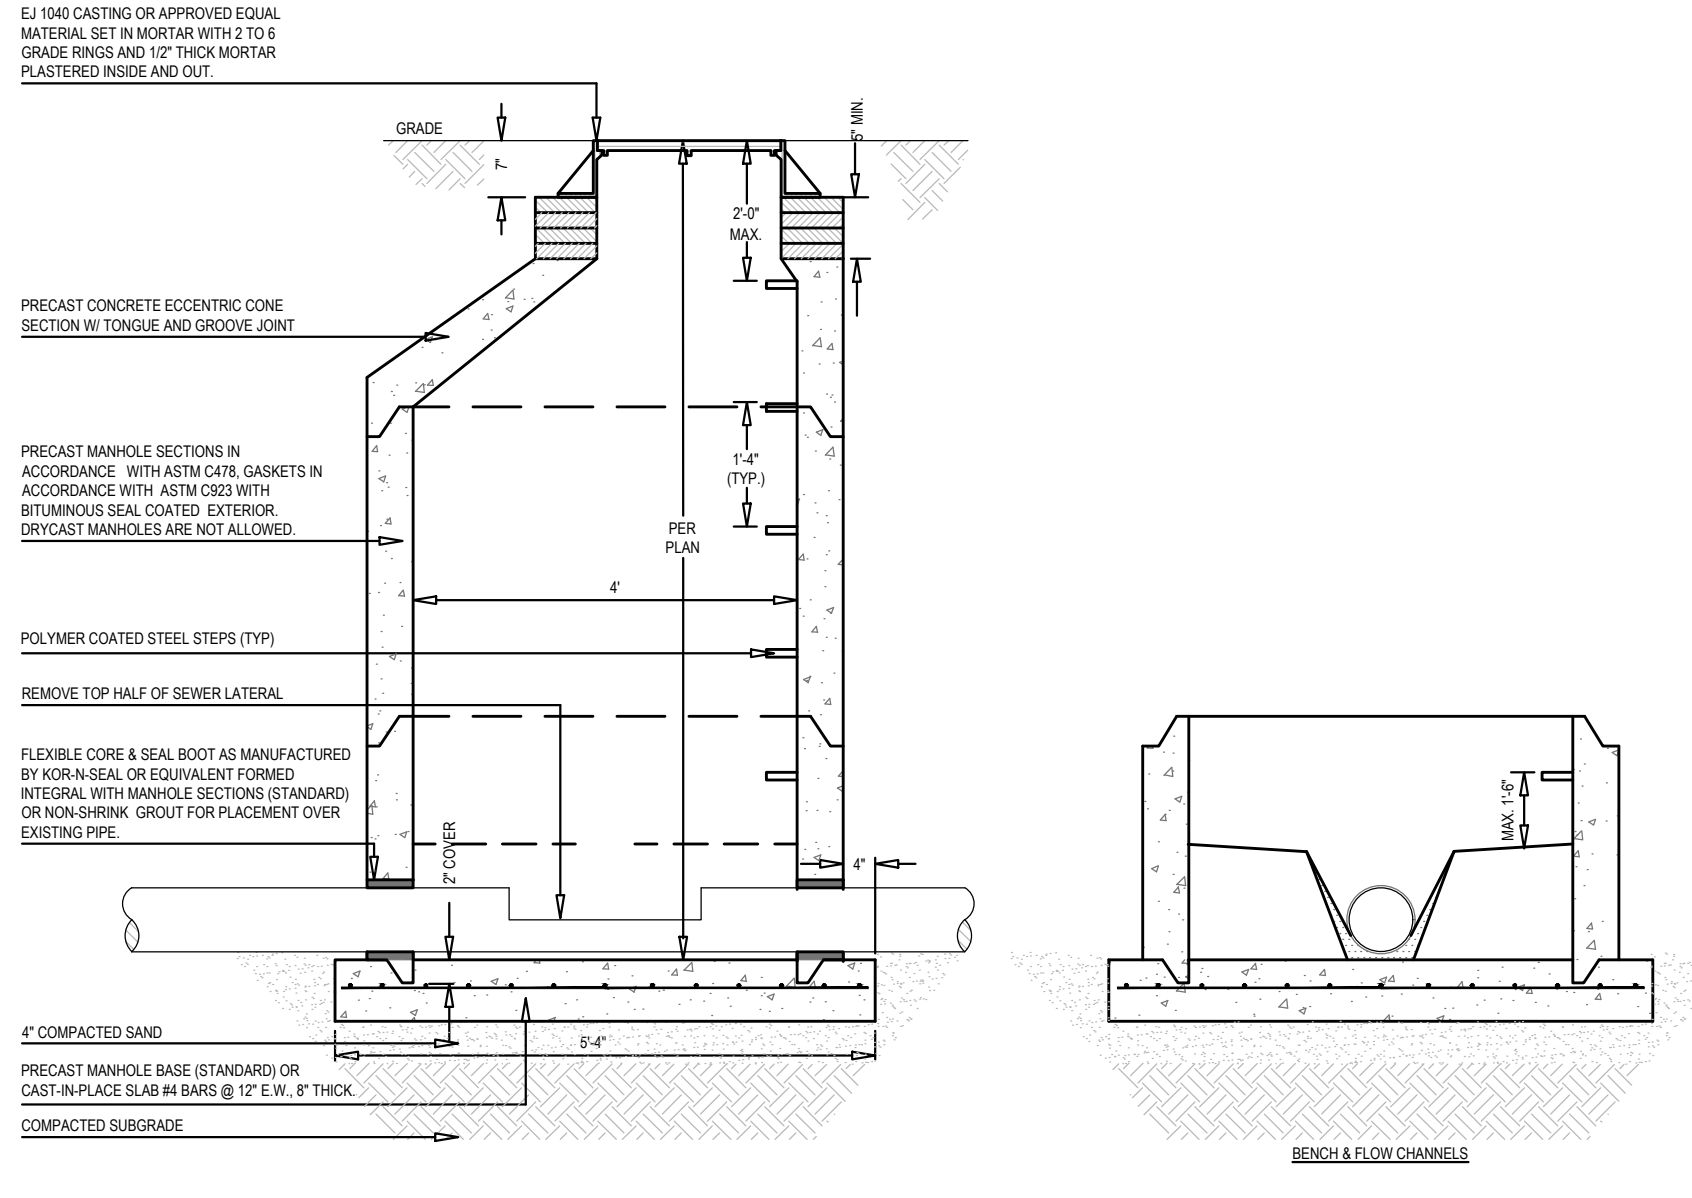 EJ 1040 CASTING OR APPROVED EQUAL
MATERIAL SET IN MORTAR WITH 2 TO 6
GRADE RINGS AND 1/2" THICK MORTAR
PLASTERED INSIDE AND OUT.
GRADE
7"
5" MIN.
2'-0"
MAX.
PRECAST CONCRETE ECCENTRIC CONE
SECTION W/ TONGUE AND GROOVE JOINT
PRECAST MANHOLE SECTIONS IN
ACCORDANCE WITH ASTM C478, GASKETS IN
ACCORDANCE WITH ASTM C923 WITH
BITUMINOUS SEAL COATED EXTERIOR.
DRYCAST MANHOLES ARE NOT ALLOWED.
1'-4"
(TYP.)
PER
PLAN
4'
POLYMER COATED STEEL STEPS (TYP)
REMOVE TOP HALF OF SEWER LATERAL
FLEXIBLE CORE & SEAL BOOT AS MANUFACTURED
BY KOR-N-SEAL OR EQUIVALENT FORMED
INTEGRAL WITH MANHOLE SECTIONS (STANDARD)
OR NON-SHRINK GROUT FOR PLACEMENT OVER
EXISTING PIPE.
2" COVER
4"
MAX. 1'-6"
4" COMPACTED SAND
5'-4"
PRECAST MANHOLE BASE (STANDARD) OR
CAST-IN-PLACE SLAB #4 BARS @ 12" E.W., 8" THICK.
COMPACTED SUBGRADE
BENCH & FLOW CHANNELS